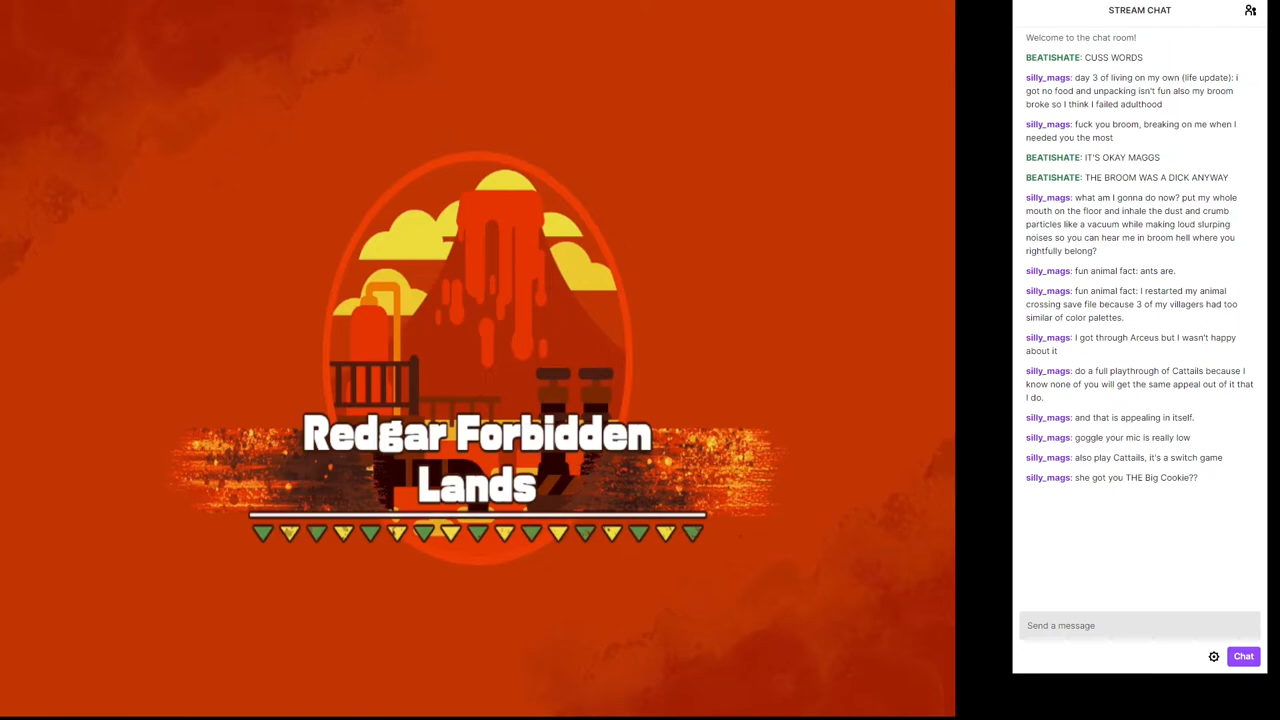 Redgar Forbidden
Lands
STREAM CHAT
Welcome to the chat room!
BEATISHATE: CUSS WORDS
silly_mags: day 3 of living on my own (life update): i
got no food and unpacking isn't fun also my broom
broke so I think I failed adulthood
silly_mags: fuck you broom, breaking on me when I
needed you the most
BEATISHATE: IT'S OKAY MAGGS
BEATISHATE: THE BROOM WAS A DICK ANYWAY
silly_mags: what am I gonna do now? put my whole
mouth on the floor and inhale the dust and crumb
particles like a vacuum while making loud slurping
noises so you can hear me in broom hell where you
rightfully belong?
silly_mags: fun animal fact: ants are.
silly_mags: fun animal fact: I restarted my animal
crossing save file because 3 of my villagers had too
similar of color palettes.
silly_mags: I got through Arceus but I wasn't happy
about it
silly_mags: do a full playthrough of Cattails because I
know none of you will get the same appeal out of it that
I do.
silly_mags: and that is appealing in itself.
silly_mags: goggle your mic is really low
silly_mags: also play Cattails, it's a switch game
silly_mags: she got you THE Big Cookie??
Send a message
Chat